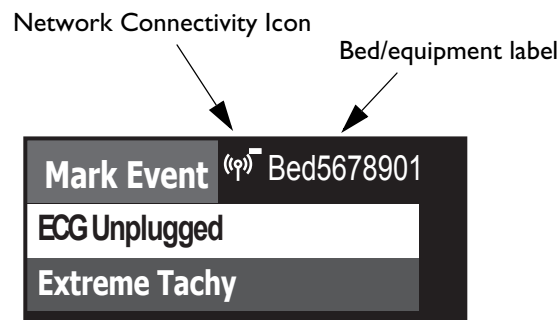 Network Connectivity Icon
Bed/equipment label
Mark Event Bed5678901
ECG Unplugged
Extreme Tachy